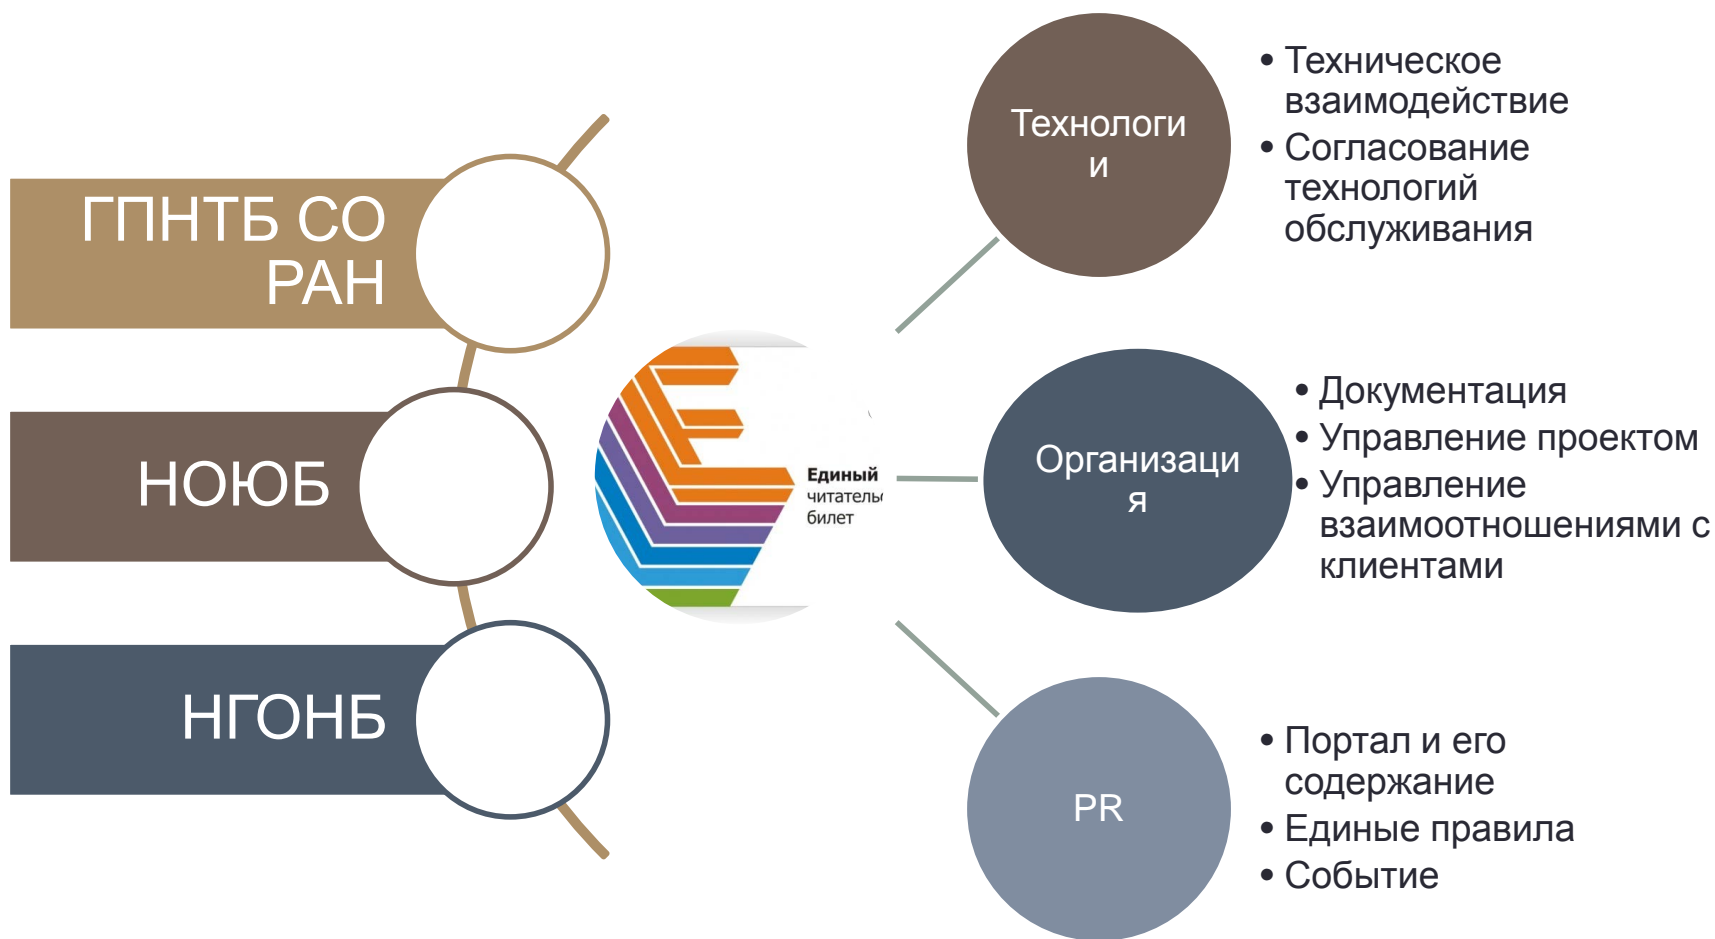 ГПНТБ СО
РАН
НОЮБ
НГОНБ
Единый
читатель
билет
Технологи
и
• Техническое
взаимодействие
• Согласование
технологий
обслуживания
Организаци
я
• Документация
• Управление проектом
• Управление
взаимоотношениями с
клиентами
PR
• Портал и его
содержание
• Единые правила
• Событие